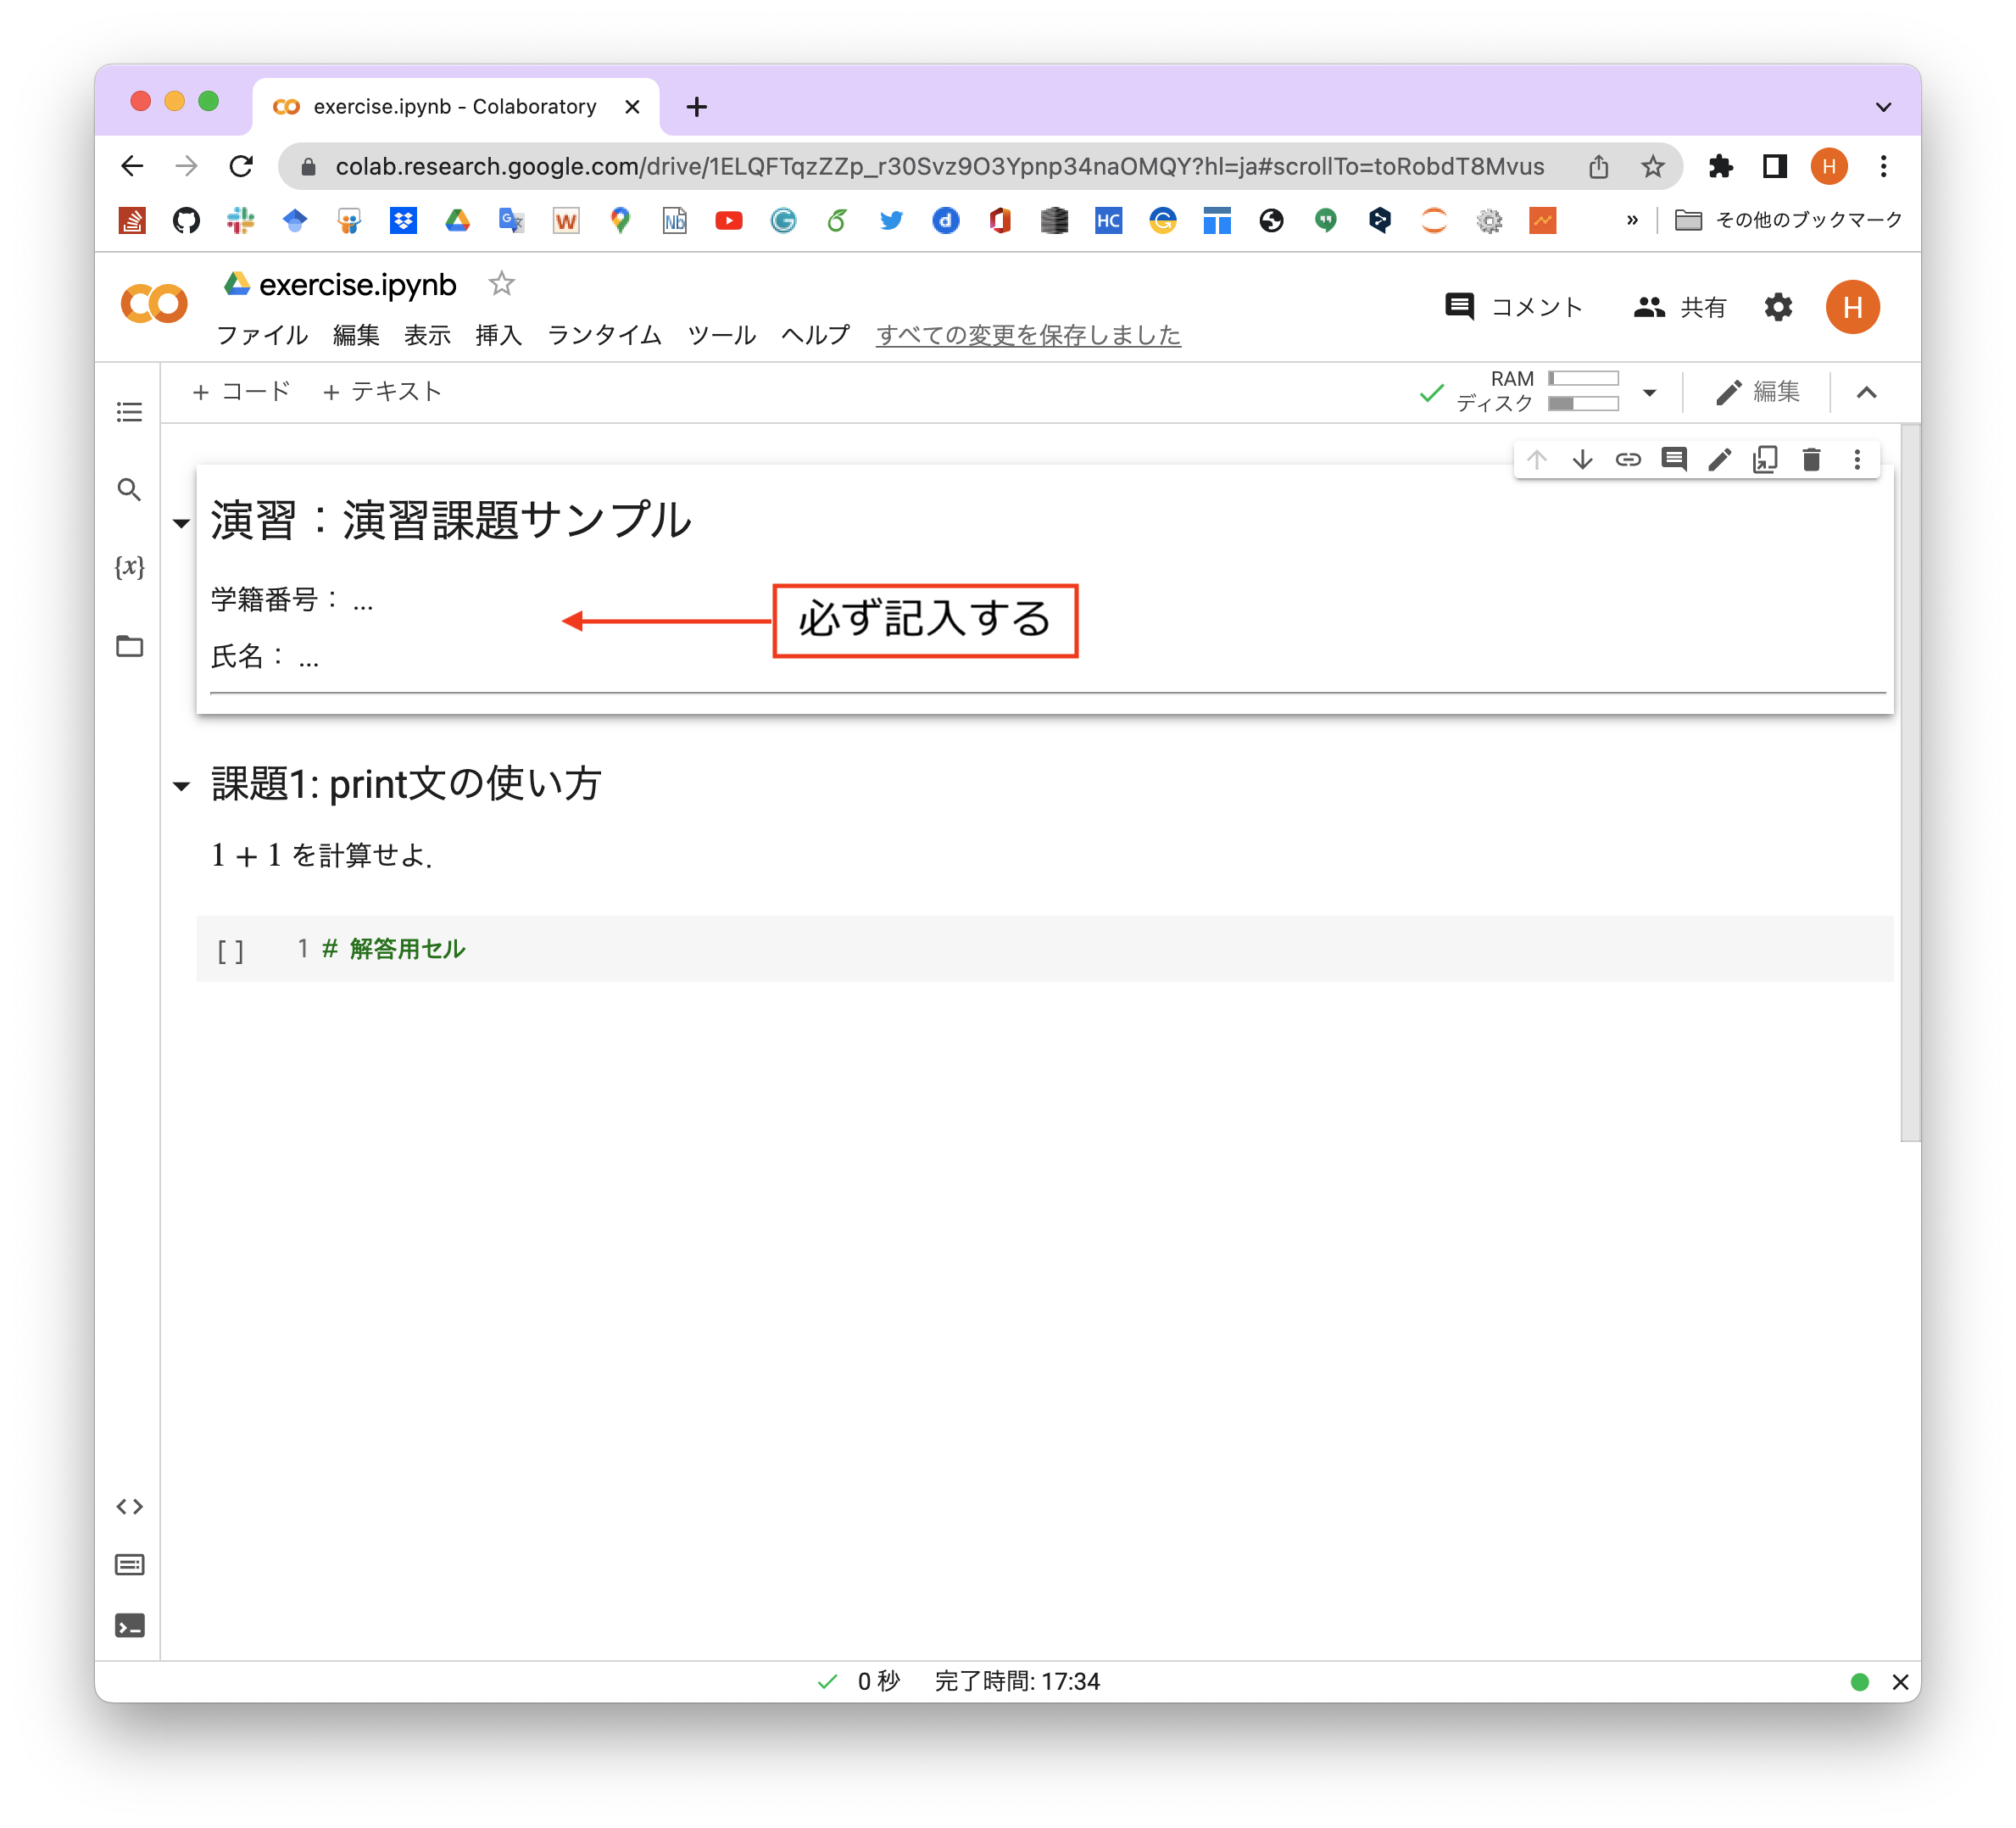 exercise.ipynb - Colaboratory
colab.research.google.com/drive/1ELQFTqzZZp_r30Svz9O3Ypnp34naOMQY?hl=ja#scrollTo=toRobdT8Mvus
H
W
Nb
d
HC
G
» その他のブックマーク
exercise.ipynb
コメント 共有 H
ファイル 編集 表示 挿入 ランタイム ツール ヘルプ すべての変更を保存しました
+ コード + テキスト
RAM
ディスク
編集
演習：演習課題サンプル
{x}
学籍番号： ...
必ず記入する
氏名： ...
課題1: print文の使い方
1 + 1 を計算せよ.
[ ] 1 # 解答用セル
0 秒 完了時間: 17:34